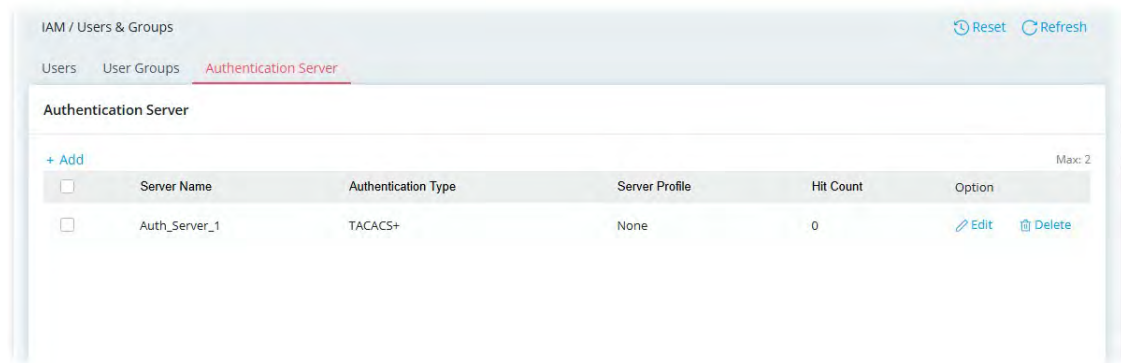 IAM / Users & Groups Reset Refresh
Users User Groups Authentication Server
Authentication Server
+ Add Max: 2
Server Name Authentication Type Server Profile Hit Count Option
Auth_Server_1 TACACS+ None 0 Edit Delete